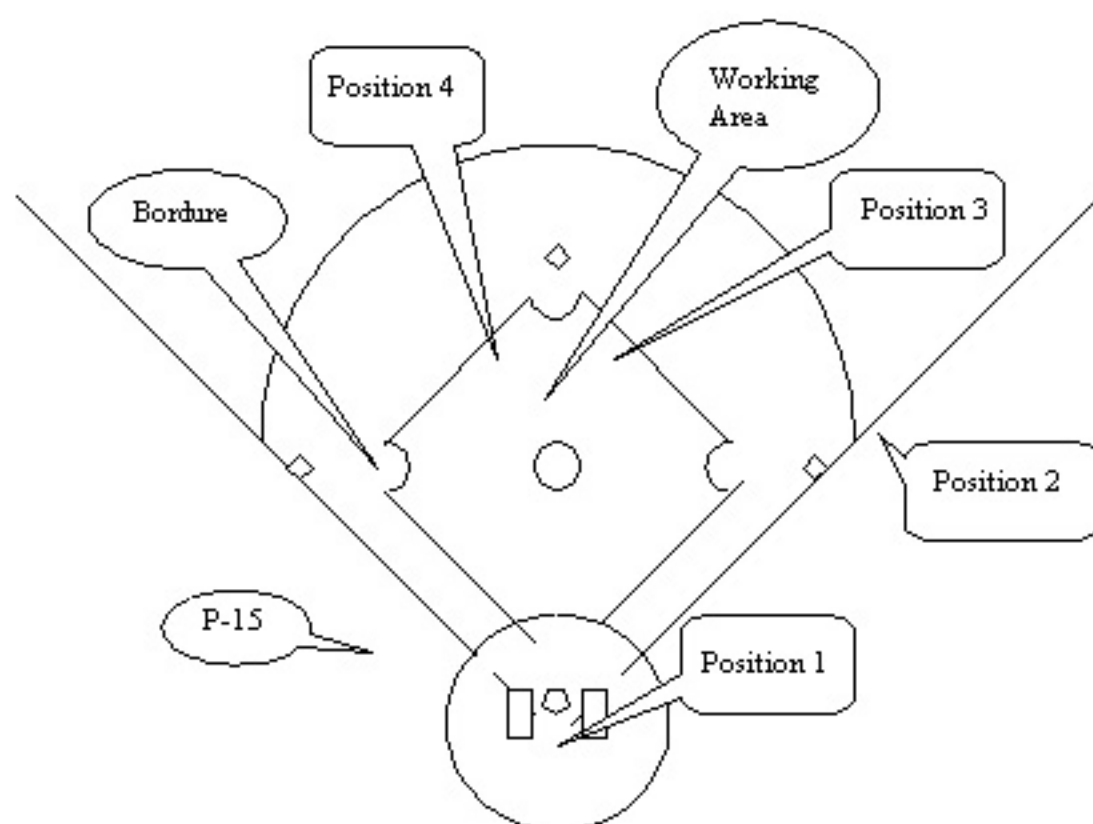 Position 4
Working
Area
Bordure
Position 3
Position 2
P-15
Position 1